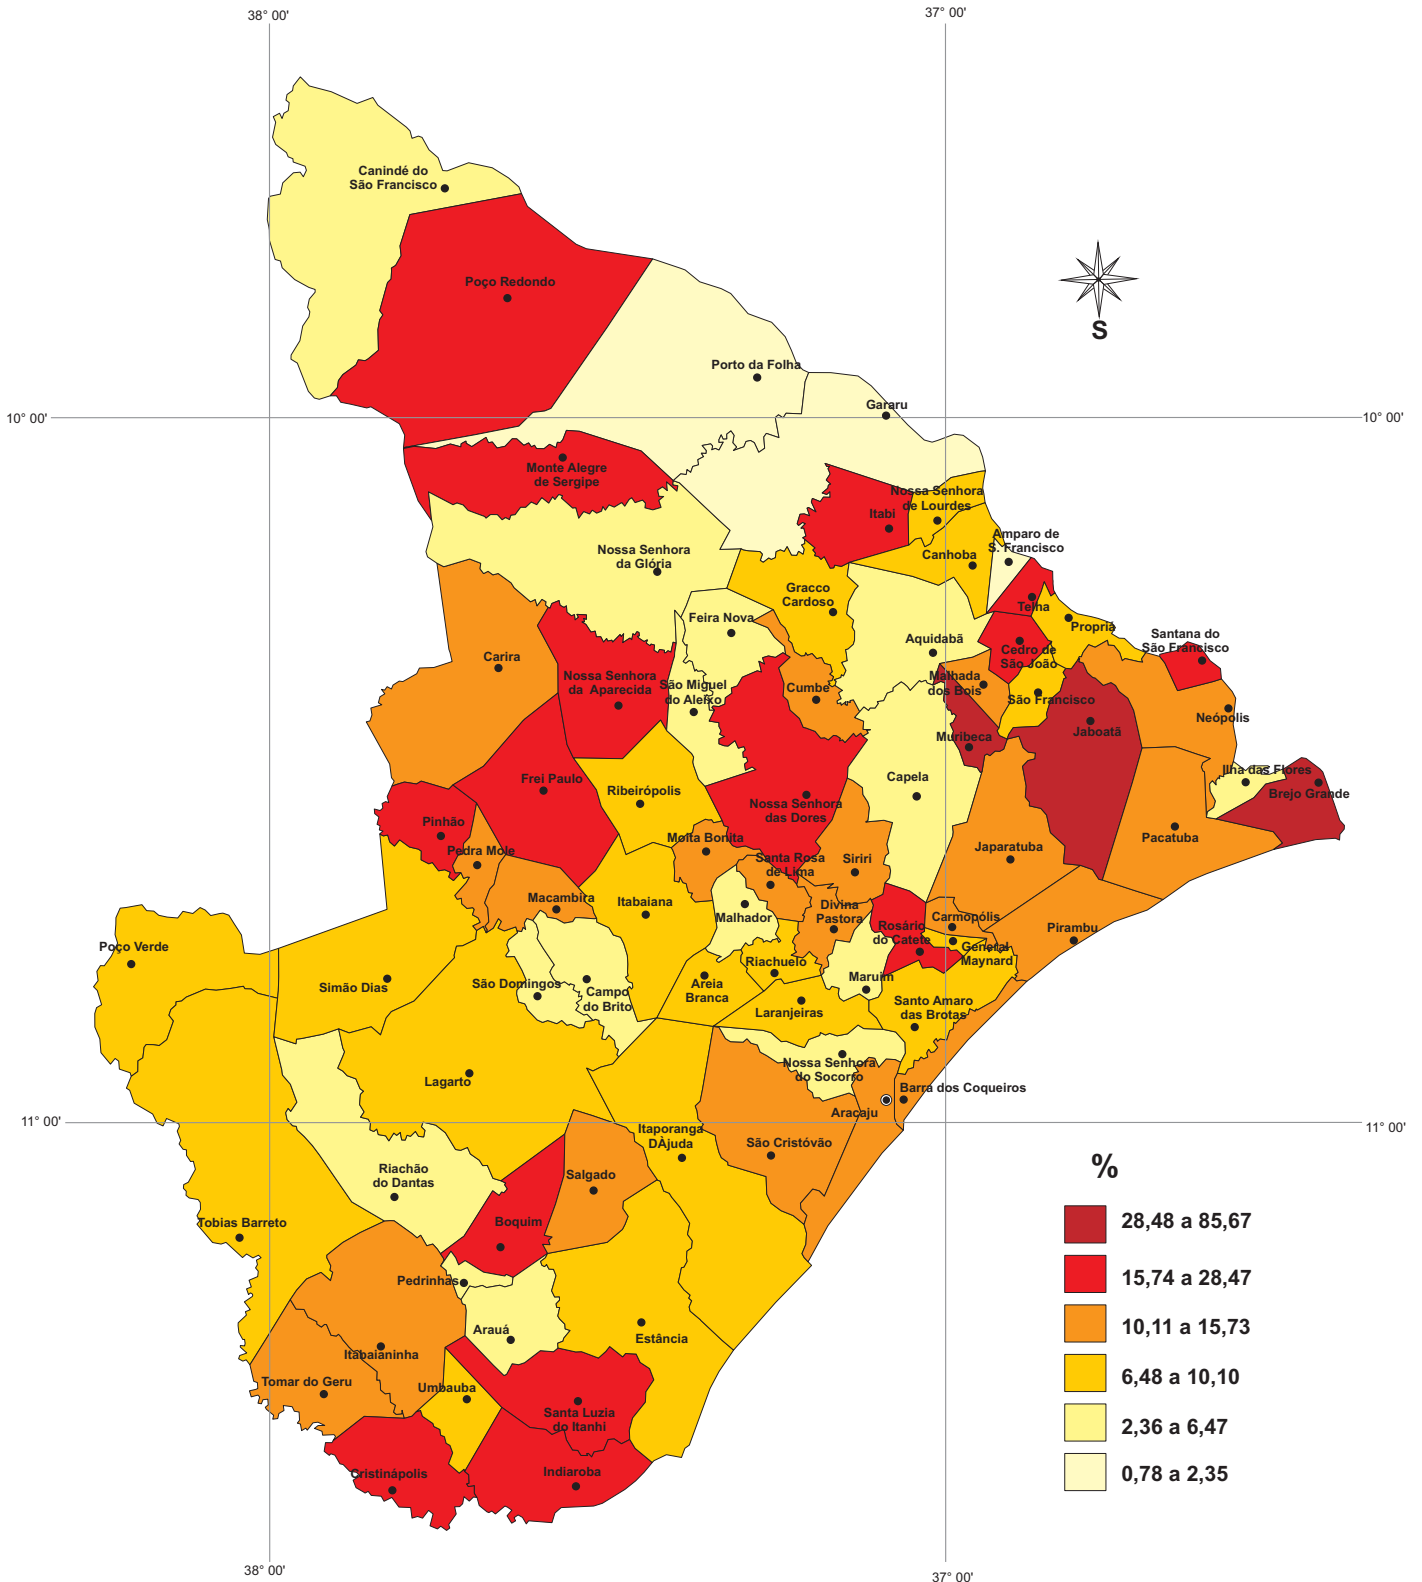 38° 00'
37° 00'
Canindé do
São Francisco
Poço Redondo
S
Porto da Folha
Gararu
10° 00'
10° 00'
Monte Alegre
de Sergipe
Nossa Senhora
de Lourdes
Itabi
Amparo de
S. Francisco
Nossa Senhora
da Glória
Canhoba
Gracco
Cardoso
Telha
Feira Nova
Propriá
Aquidabã
Santana do
São Francisco
Cedro de
São João
Carira
Nossa Senhora
da Aparecida
São Miguel
do Aleixo
Cumbe
Malhada
dos Bois
São Francisco
Neópolis
Jaboatã
Muribeca
Frei Paulo
Ribeirópolis
Capela
Ilha das Flores
Brejo Grande
Nossa Senhora
das Dores
Pinhão
Pedra Mole
Moita Bonita
Santa Rosa
de Lima
Siriri
Japaratuba
Pacatuba
Macambira
Itabaiana
Malhador
Divina
Pastora
Rosário
do Catete
Carmopólis
Pirambu
General
Maynard
Poço Verde
Simão Dias
São Domingos
Campo
do Brito
Areia
Branca
Riachuelo
Maruim
Laranjeiras
Santo Amaro
das Brotas
Nossa Senhora
do Socorro
Lagarto
Barra dos Coqueiros
Aracaju
11° 00'
11° 00'
Itaporanga
DÀjuda
São Cristóvão
Riachão
do Dantas
Salgado
%
Tobias Barreto
Boquim
28,48 a 85,67
Pedrinhas
15,74 a 28,47
Arauá
Estância
10,11 a 15,73
Itabaianinha
Tomar do Geru
Umbauba
6,48 a 10,10
Santa Luzia
do Itanhi
2,36 a 6,47
Cristinápolis
Indiaroba
0,78 a 2,35
38° 00'
37° 00'